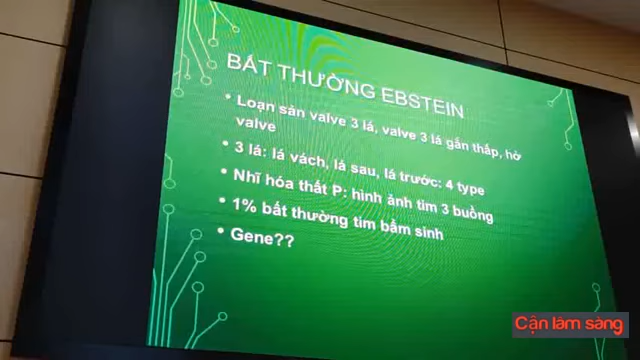 BẤT THƯỜNG EBSTEIN
• Loạn sản valve 3 lá, valve 3 lá gắn thấp, hở
valve
• 3 lá: lá vách, lá sau, lá trước: 4 type
• Nhĩ hóa thất P: hình ảnh tim 3 buồng
• 1% bất thường tim bẩm sinh
• Gene??
Cận lâm sàng